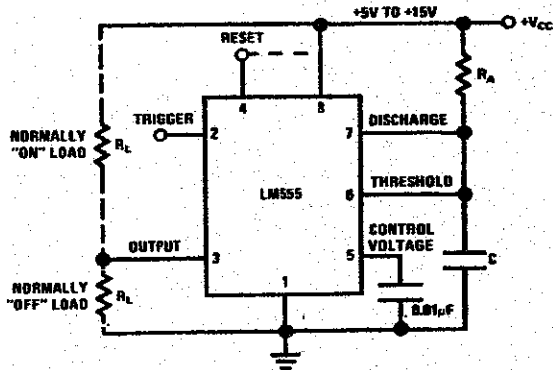 +5V TO +15V
+VCC
RESET
RA
4
8
TRIGGER
2
7
DISCHARGE
NORMALLY
"ON" LOAD
RL
LM555
6
THRESHOLD
CONTROL
VOLTAGE
OUTPUT
3
5
C
NORMALLY
"OFF" LOAD
RL
1
0.01µF